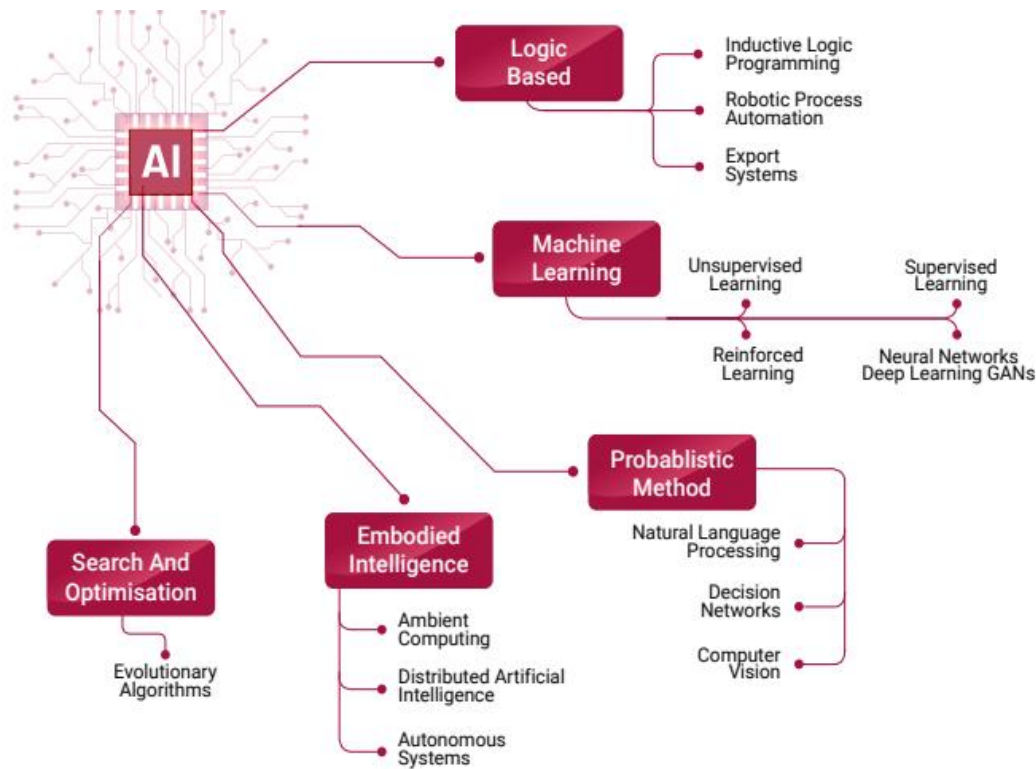 AI
Logic
Based
Inductive Logic
Programming
Robotic Process
Automation
Export
Systems
Machine
Learning
Unsupervised
Learning
Supervised
Learning
Reinforced
Learning
Neural Networks
Deep Learning GANs
Probablistic
Method
Natural Language
Processing
Decision
Networks
Computer
Vision
Embodied
Intelligence
Ambient
Computing
Distributed Artificial
Intelligence
Autonomous
Systems
Search And
Optimisation
Evolutionary
Algorithms